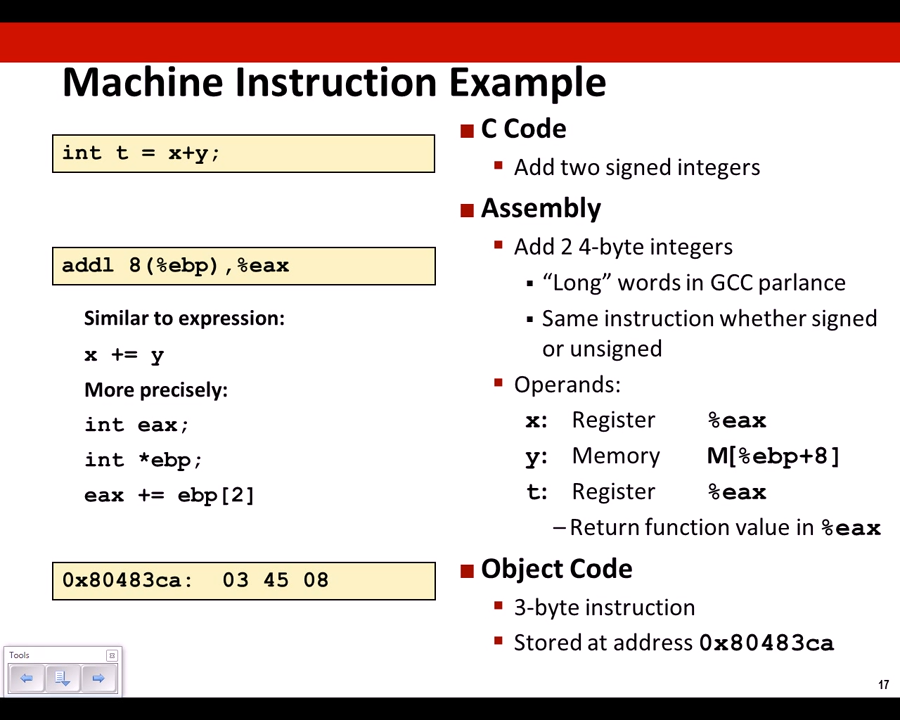 Machine Instruction Example
int t = x+y;
addl 8(%ebp),%eax
Similar to expression:
x += y
More precisely:
int eax;
int *ebp;
eax += ebp[2]
0x80483ca: 03 45 08
■ C Code
▪ Add two signed integers
■ Assembly
▪ Add 2 4-byte integers
▪ “Long” words in GCC parlance
▪ Same instruction whether signed
or unsigned
▪ Operands:
x: Register %eax
y: Memory M[%ebp+8]
t: Register %eax
– Return function value in %eax
■ Object Code
▪ 3-byte instruction
▪ Stored at address 0x80483ca
Tools
17